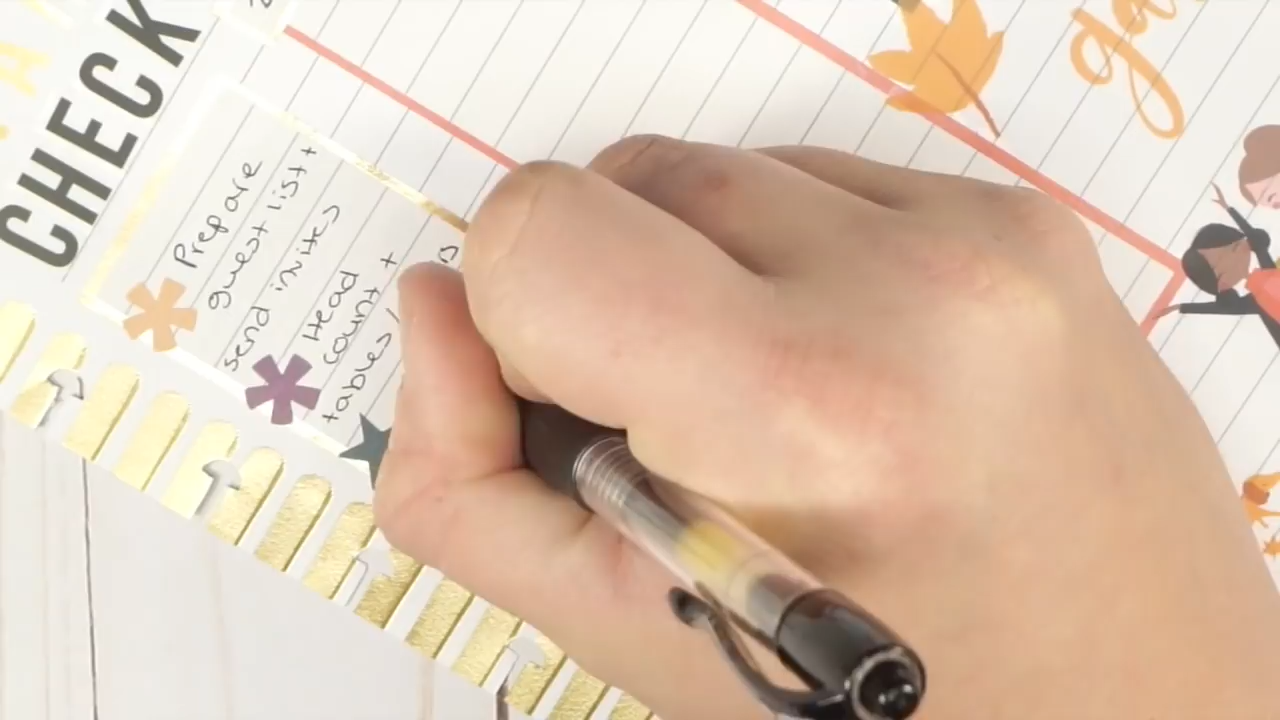 CHECK
Prepare
guest list +
send invites
Head
count +
tables/